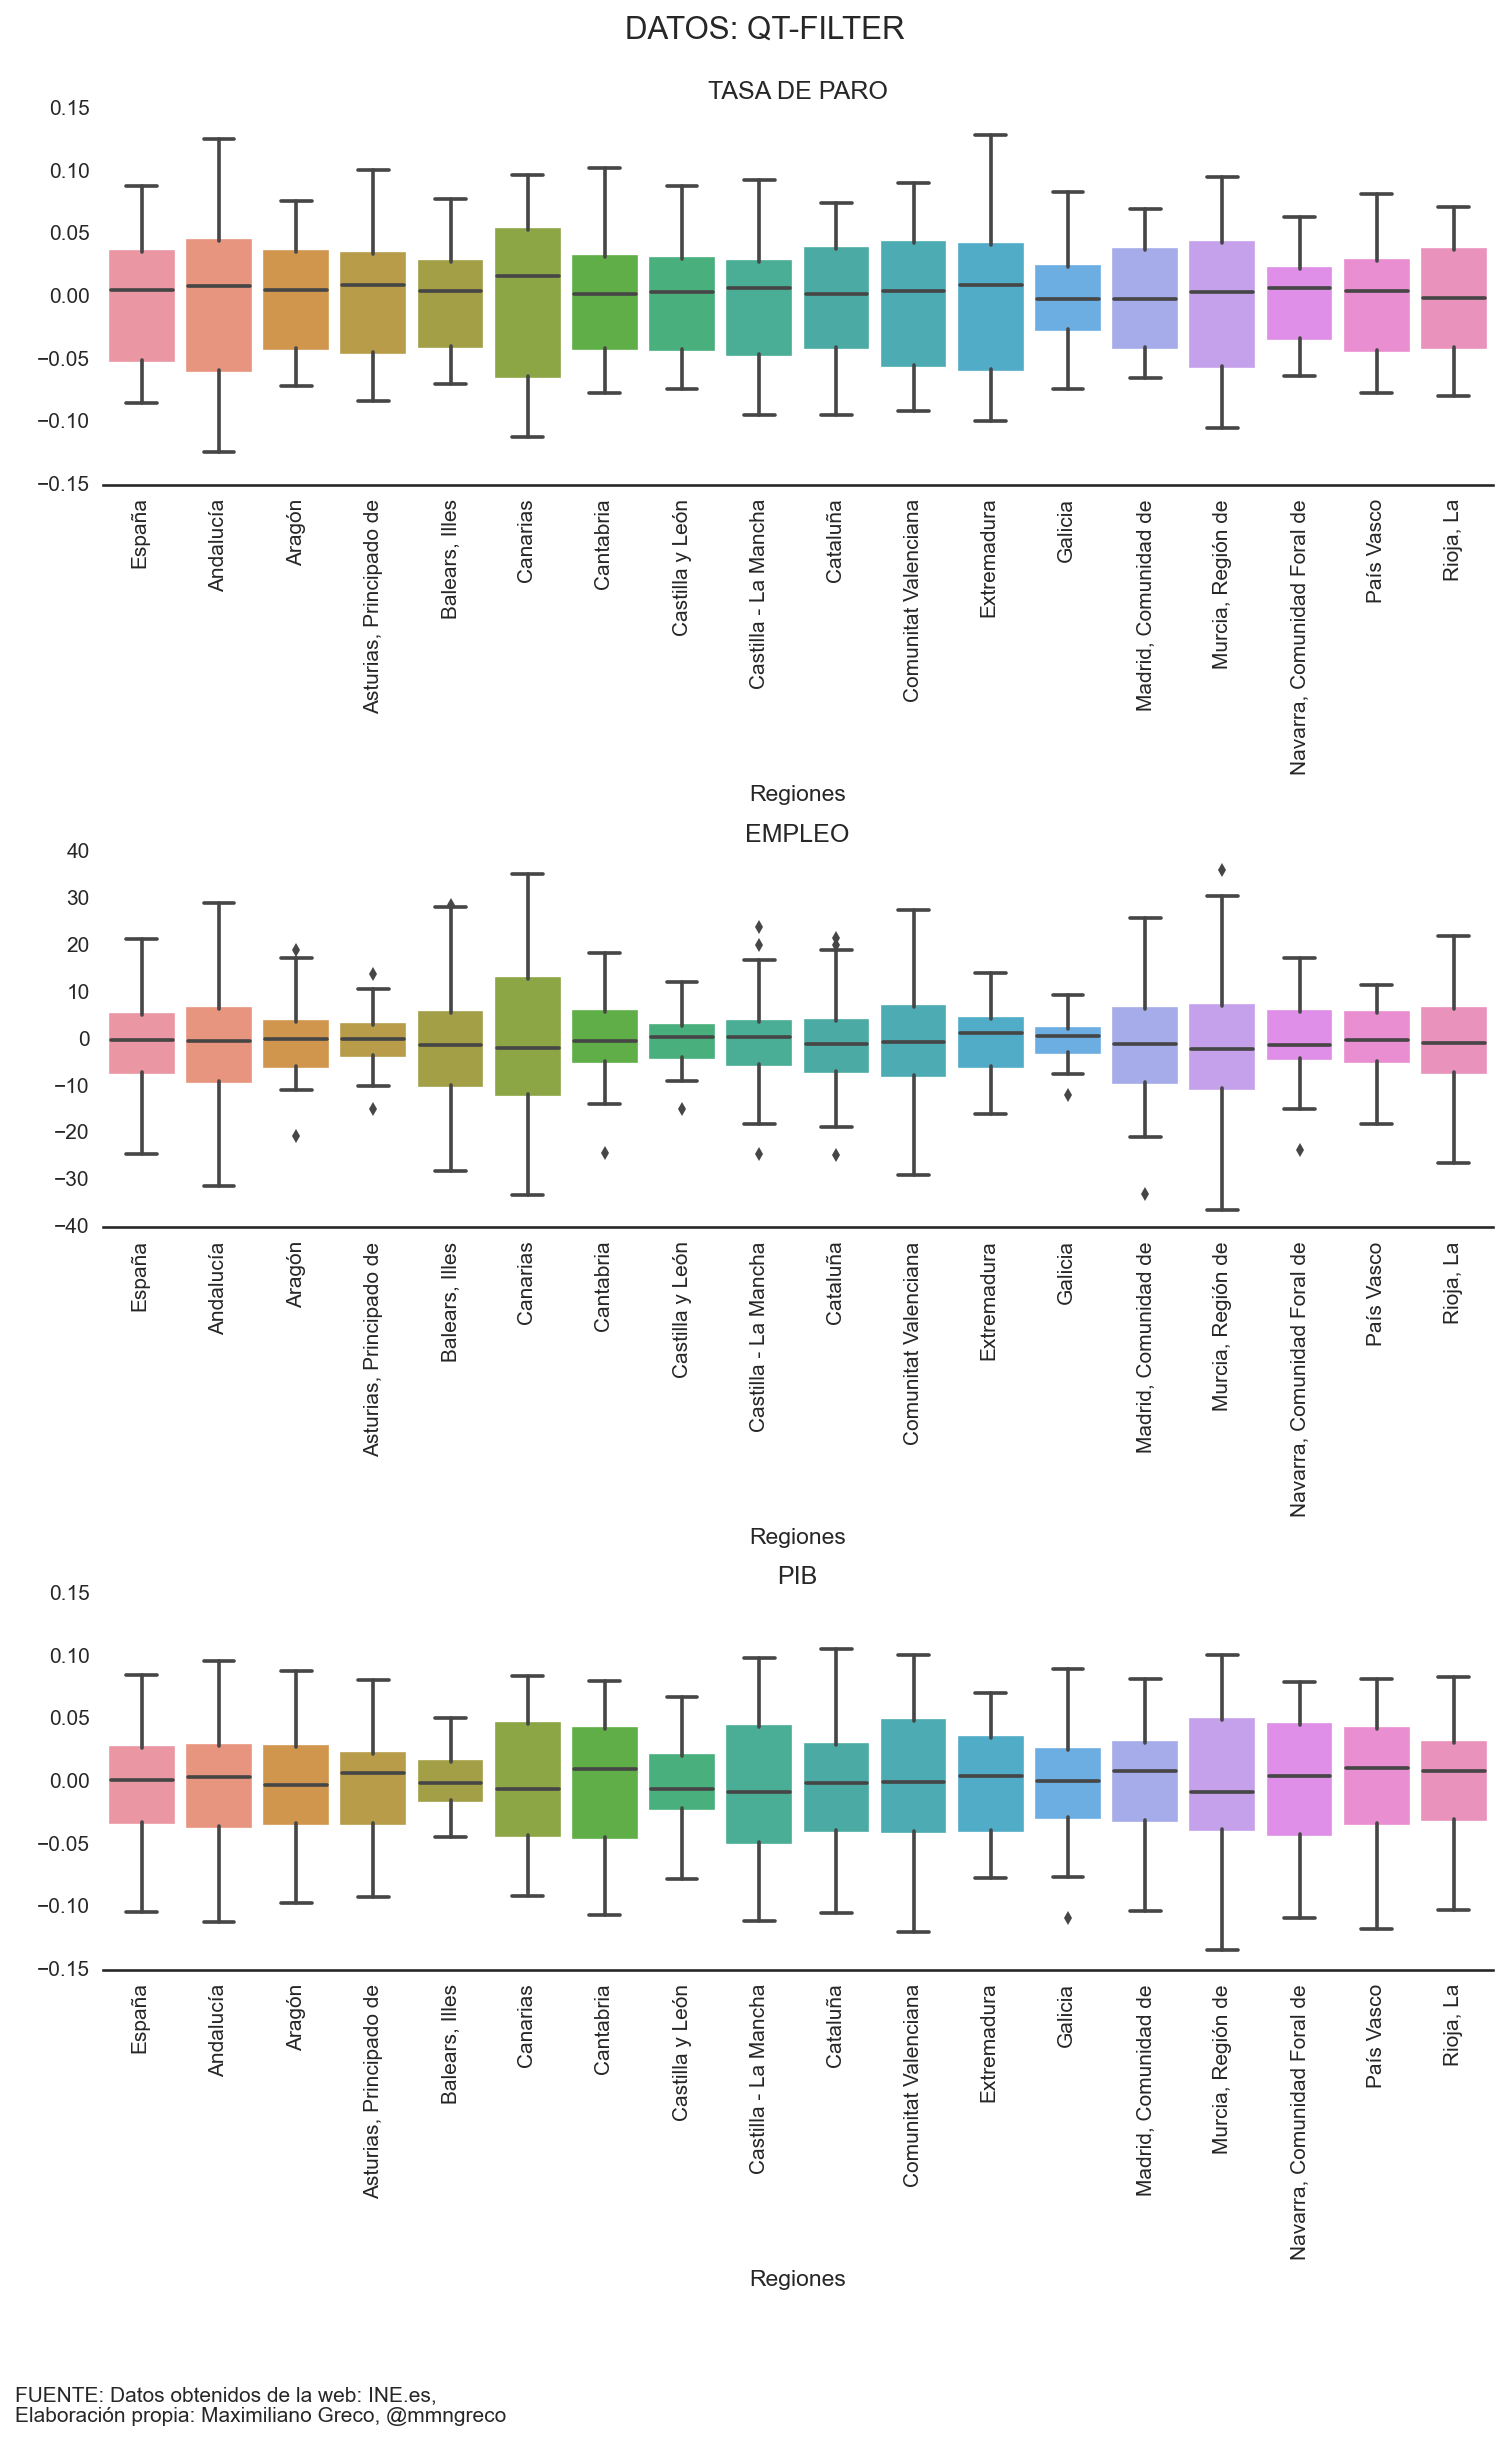 DATOS: QT-FILTER
TASA DE PARO
0.15
0.10
0.05
0.00
−0.05
−0.10
−0.15
España
Andalucía
Aragón
Asturias, Principado de
Balears, Illes
Canarias
Cantabria
Castilla y León
Castilla - La Mancha
Cataluña
Comunitat Valenciana
Extremadura
Galicia
Madrid, Comunidad de
Murcia, Región de
Navarra, Comunidad Foral de
País Vasco
Rioja, La
Regiones
EMPLEO
40
30
20
10
0
−10
−20
−30
−40
España
Andalucía
Aragón
Asturias, Principado de
Balears, Illes
Canarias
Cantabria
Castilla y León
Castilla - La Mancha
Cataluña
Comunitat Valenciana
Extremadura
Galicia
Madrid, Comunidad de
Murcia, Región de
Navarra, Comunidad Foral de
País Vasco
Rioja, La
Regiones
PIB
0.15
0.10
0.05
0.00
−0.05
−0.10
−0.15
España
Andalucía
Aragón
Asturias, Principado de
Balears, Illes
Canarias
Cantabria
Castilla y León
Castilla - La Mancha
Cataluña
Comunitat Valenciana
Extremadura
Galicia
Madrid, Comunidad de
Murcia, Región de
Navarra, Comunidad Foral de
País Vasco
Rioja, La
Regiones
FUENTE: Datos obtenidos de la web: INE.es,
Elaboración propia: Maximiliano Greco, @mmngreco